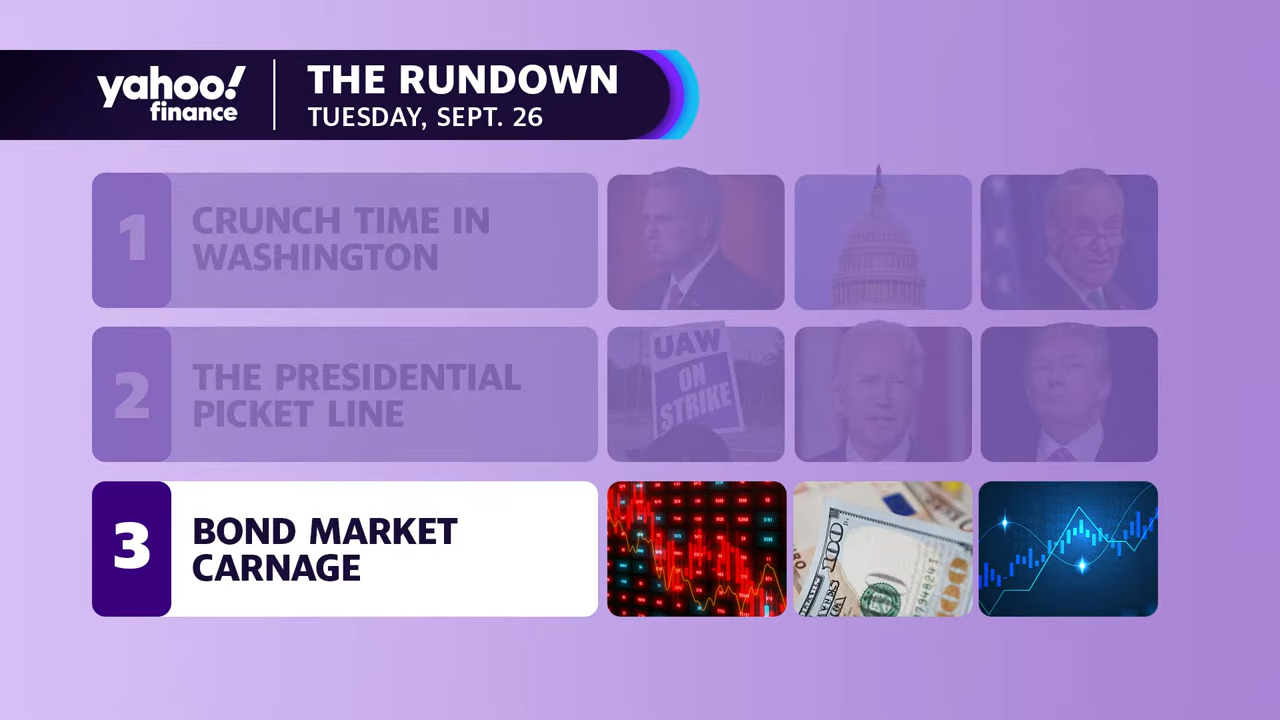 yahoo!
finance
THE RUNDOWN
TUESDAY, SEPT. 26
1
CRUNCH TIME IN
WASHINGTON
2
THE PRESIDENTIAL
PICKET LINE
UAW
ON
STRIKE
3
BOND MARKET
CARNAGE
100